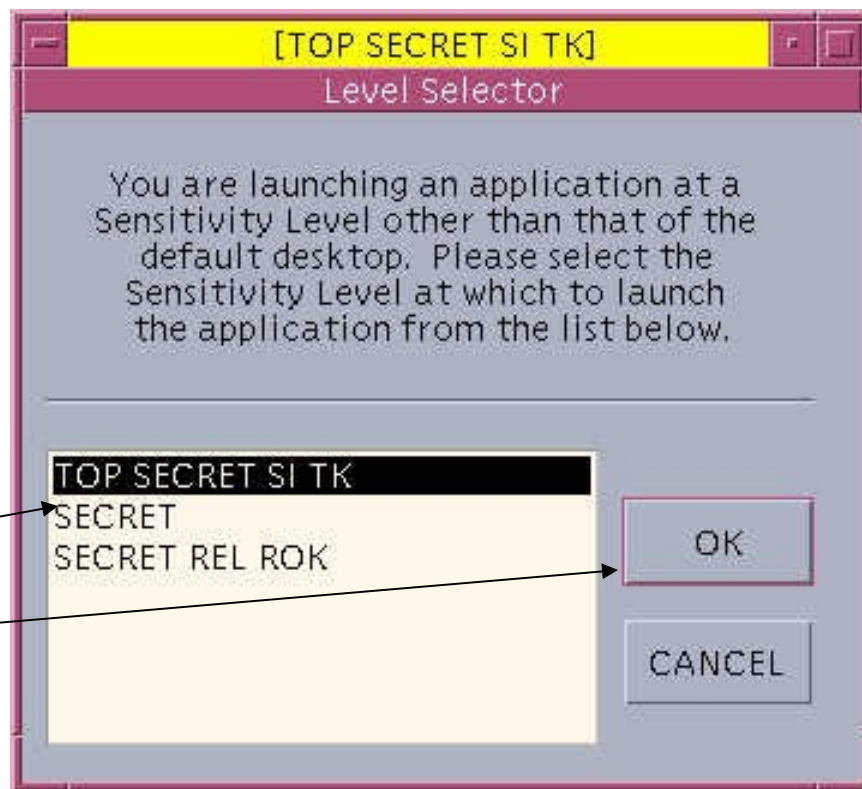 [TOP SECRET SI TK]
Level Selector
You are launching an application at a
Sensitivity Level other than that of the
default desktop. Please select the
Sensitivity Level at which to launch
the application from the list below.
TOP SECRET SI TK
SECRET
SECRET REL ROK
OK
CANCEL